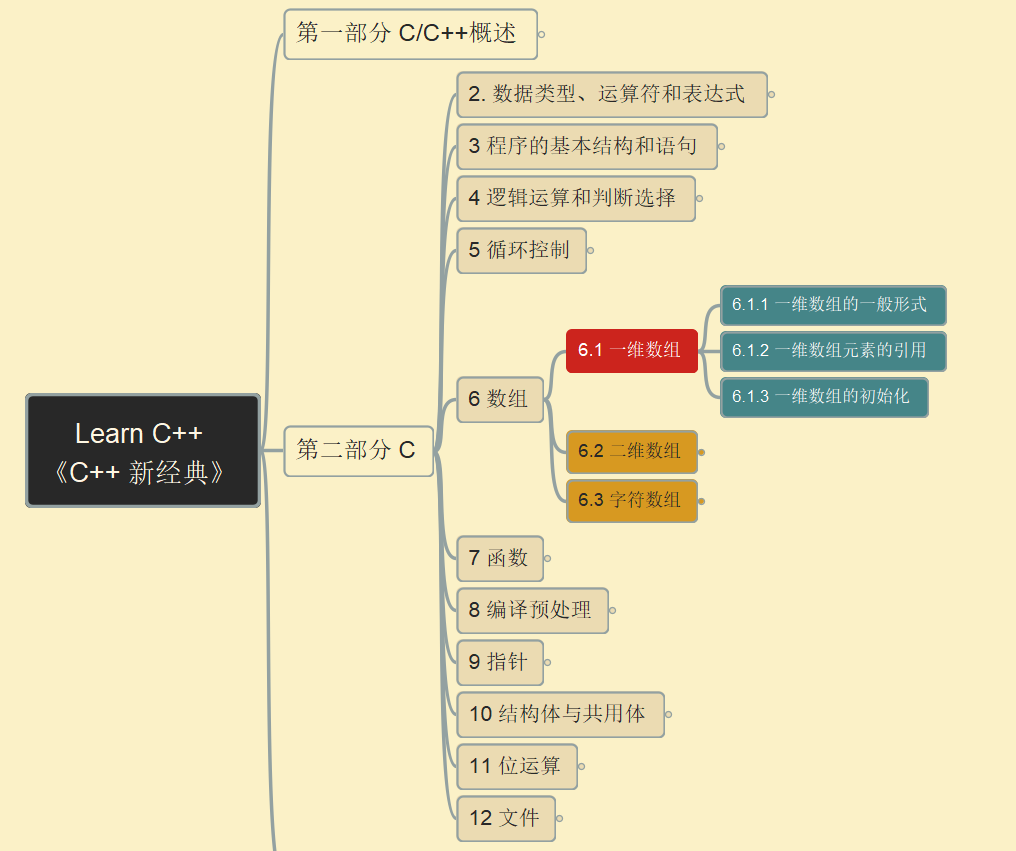 Learn C++
《C++ 新经典》
第一部分 C/C++概述
第二部分 C
2. 数据类型、运算符和表达式
3 程序的基本结构和语句
4 逻辑运算和判断选择
5 循环控制
6 数组
6.1 一维数组
6.1.1 一维数组的一般形式
6.1.2 一维数组元素的引用
6.1.3 一维数组的初始化
6.2 二维数组
6.3 字符数组
7 函数
8 编译预处理
9 指针
10 结构体与共用体
11 位运算
12 文件